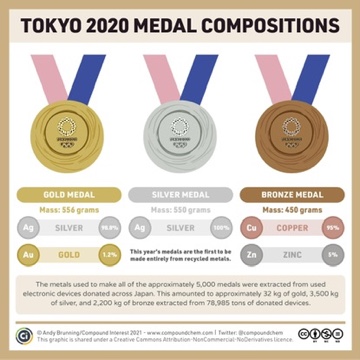 TOKYO 2020 MEDAL COMPOSITIONS
GOLD MEDAL
Mass: 556 grams
Ag SILVER 98.8%
Au GOLD 1.2%
SILVER MEDAL
Mass: 550 grams
Ag SILVER 100%
This year's medals are the first to be
made entirely from recycled metals.
BRONZE MEDAL
Mass: 450 grams
Cu COPPER 95%
Zn ZINC 5%
The metals used to make all of the approximately 5,000 medals were extracted from used
electronic devices donated across Japan. This amounted to approximately 32 kg of gold, 3,500 kg
of silver, and 2,200 kg of bronze extracted from 78,985 tons of donated devices.
Ci
© Andy Brunning/Compound Interest 2021 - www.compoundchem.com | Twitter: @compoundchem
This graphic is shared under a Creative Commons Attribution-NonCommercial-NoDerivatives licence.